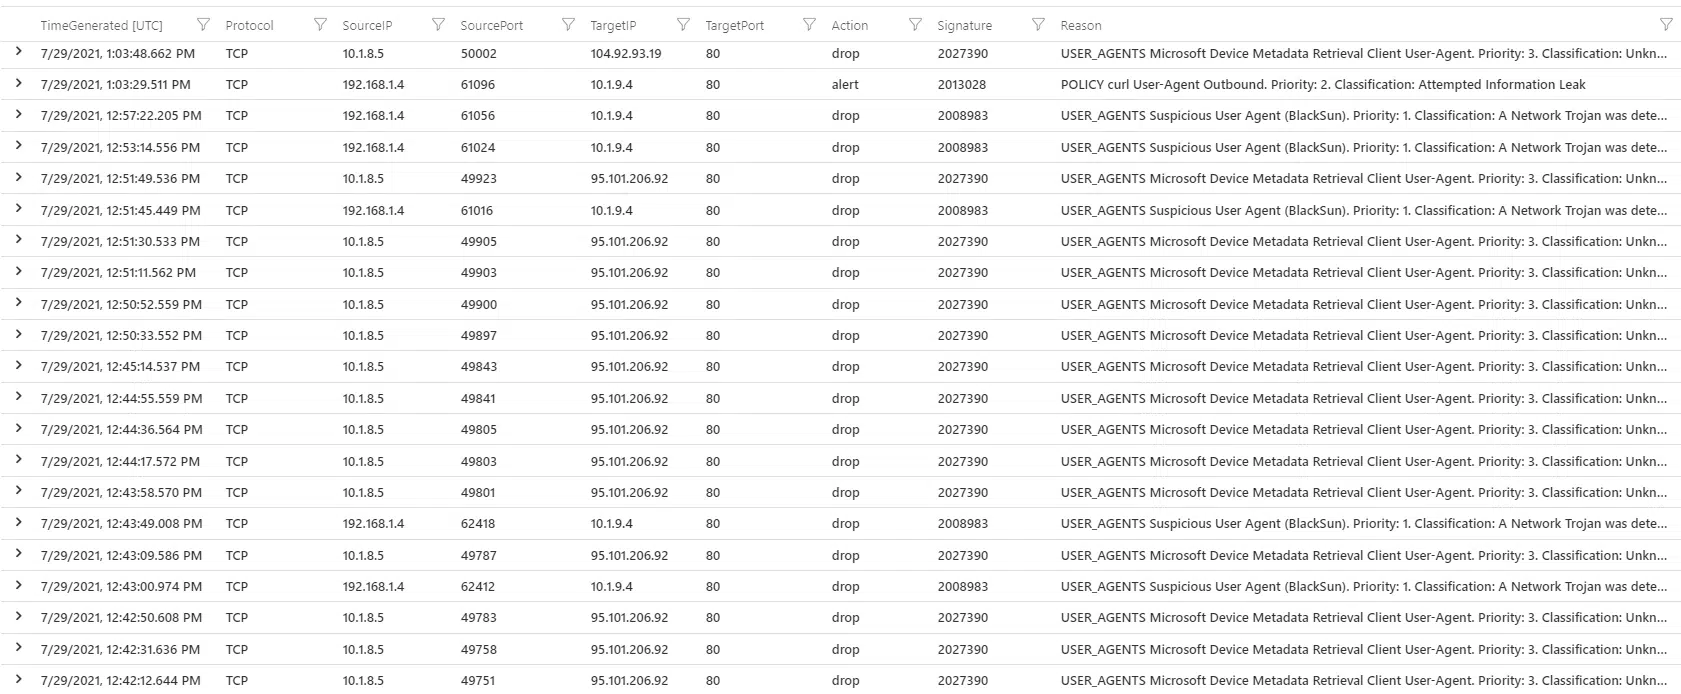 TimeGenerated [UTC] Protocol SourceIP SourcePort TargetIP TargetPort Action Signature Reason
7/29/2021, 1:03:48.662 PM TCP 10.1.8.5 50002 104.92.93.19 80 drop 2027390 USER_AGENTS Microsoft Device Metadata Retrieval Client User-Agent. Priority: 3. Classification: Unkn...
7/29/2021, 1:03:29.511 PM TCP 192.168.1.4 61096 10.1.9.4 80 alert 2013028 POLICY curl User-Agent Outbound. Priority: 2. Classification: Attempted Information Leak
7/29/2021, 12:57:22.205 PM TCP 192.168.1.4 61056 10.1.9.4 80 drop 2008983 USER_AGENTS Suspicious User Agent (BlackSun). Priority: 1. Classification: A Network Trojan was dete...
7/29/2021, 12:53:14.556 PM TCP 192.168.1.4 61024 10.1.9.4 80 drop 2008983 USER_AGENTS Suspicious User Agent (BlackSun). Priority: 1. Classification: A Network Trojan was dete...
7/29/2021, 12:51:49.536 PM TCP 10.1.8.5 49923 95.101.206.92 80 drop 2027390 USER_AGENTS Microsoft Device Metadata Retrieval Client User-Agent. Priority: 3. Classification: Unkn...
7/29/2021, 12:51:45.449 PM TCP 192.168.1.4 61016 10.1.9.4 80 drop 2008983 USER_AGENTS Suspicious User Agent (BlackSun). Priority: 1. Classification: A Network Trojan was dete...
7/29/2021, 12:51:30.533 PM TCP 10.1.8.5 49905 95.101.206.92 80 drop 2027390 USER_AGENTS Microsoft Device Metadata Retrieval Client User-Agent. Priority: 3. Classification: Unkn...
7/29/2021, 12:51:11.562 PM TCP 10.1.8.5 49903 95.101.206.92 80 drop 2027390 USER_AGENTS Microsoft Device Metadata Retrieval Client User-Agent. Priority: 3. Classification: Unkn...
7/29/2021, 12:50:52.559 PM TCP 10.1.8.5 49900 95.101.206.92 80 drop 2027390 USER_AGENTS Microsoft Device Metadata Retrieval Client User-Agent. Priority: 3. Classification: Unkn...
7/29/2021, 12:50:33.552 PM TCP 10.1.8.5 49897 95.101.206.92 80 drop 2027390 USER_AGENTS Microsoft Device Metadata Retrieval Client User-Agent. Priority: 3. Classification: Unkn...
7/29/2021, 12:45:14.537 PM TCP 10.1.8.5 49843 95.101.206.92 80 drop 2027390 USER_AGENTS Microsoft Device Metadata Retrieval Client User-Agent. Priority: 3. Classification: Unkn...
7/29/2021, 12:44:55.559 PM TCP 10.1.8.5 49841 95.101.206.92 80 drop 2027390 USER_AGENTS Microsoft Device Metadata Retrieval Client User-Agent. Priority: 3. Classification: Unkn...
7/29/2021, 12:44:36.564 PM TCP 10.1.8.5 49805 95.101.206.92 80 drop 2027390 USER_AGENTS Microsoft Device Metadata Retrieval Client User-Agent. Priority: 3. Classification: Unkn...
7/29/2021, 12:44:17.572 PM TCP 10.1.8.5 49803 95.101.206.92 80 drop 2027390 USER_AGENTS Microsoft Device Metadata Retrieval Client User-Agent. Priority: 3. Classification: Unkn...
7/29/2021, 12:43:58.570 PM TCP 10.1.8.5 49801 95.101.206.92 80 drop 2027390 USER_AGENTS Microsoft Device Metadata Retrieval Client User-Agent. Priority: 3. Classification: Unkn...
7/29/2021, 12:43:49.008 PM TCP 192.168.1.4 62418 10.1.9.4 80 drop 2008983 USER_AGENTS Suspicious User Agent (BlackSun). Priority: 1. Classification: A Network Trojan was dete...
7/29/2021, 12:43:09.586 PM TCP 10.1.8.5 49787 95.101.206.92 80 drop 2027390 USER_AGENTS Microsoft Device Metadata Retrieval Client User-Agent. Priority: 3. Classification: Unkn...
7/29/2021, 12:43:00.974 PM TCP 192.168.1.4 62412 10.1.9.4 80 drop 2008983 USER_AGENTS Suspicious User Agent (BlackSun). Priority: 1. Classification: A Network Trojan was dete...
7/29/2021, 12:42:50.608 PM TCP 10.1.8.5 49783 95.101.206.92 80 drop 2027390 USER_AGENTS Microsoft Device Metadata Retrieval Client User-Agent. Priority: 3. Classification: Unkn...
7/29/2021, 12:42:31.636 PM TCP 10.1.8.5 49758 95.101.206.92 80 drop 2027390 USER_AGENTS Microsoft Device Metadata Retrieval Client User-Agent. Priority: 3. Classification: Unkn...
7/29/2021, 12:42:12.644 PM TCP 10.1.8.5 49751 95.101.206.92 80 drop 2027390 USER_AGENTS Microsoft Device Metadata Retrieval Client User-Agent. Priority: 3. Classification: Unkn...